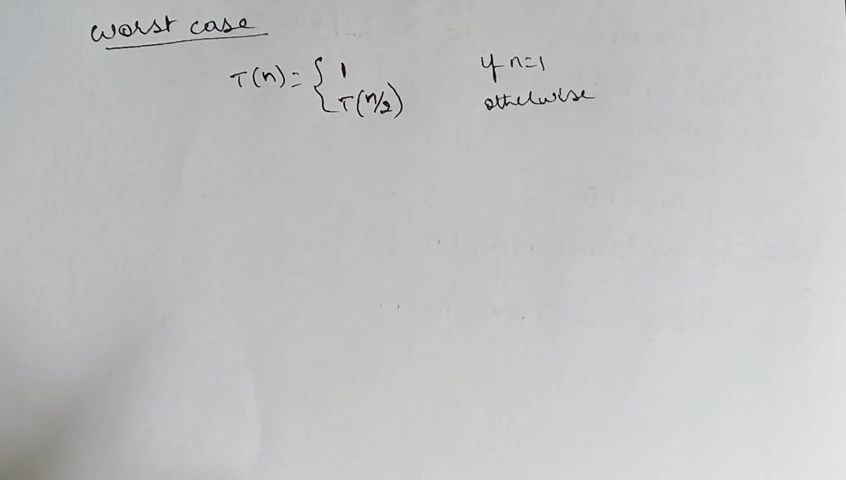 worst case
T(n) = { 1 if n=1
T(n/2) otherwise